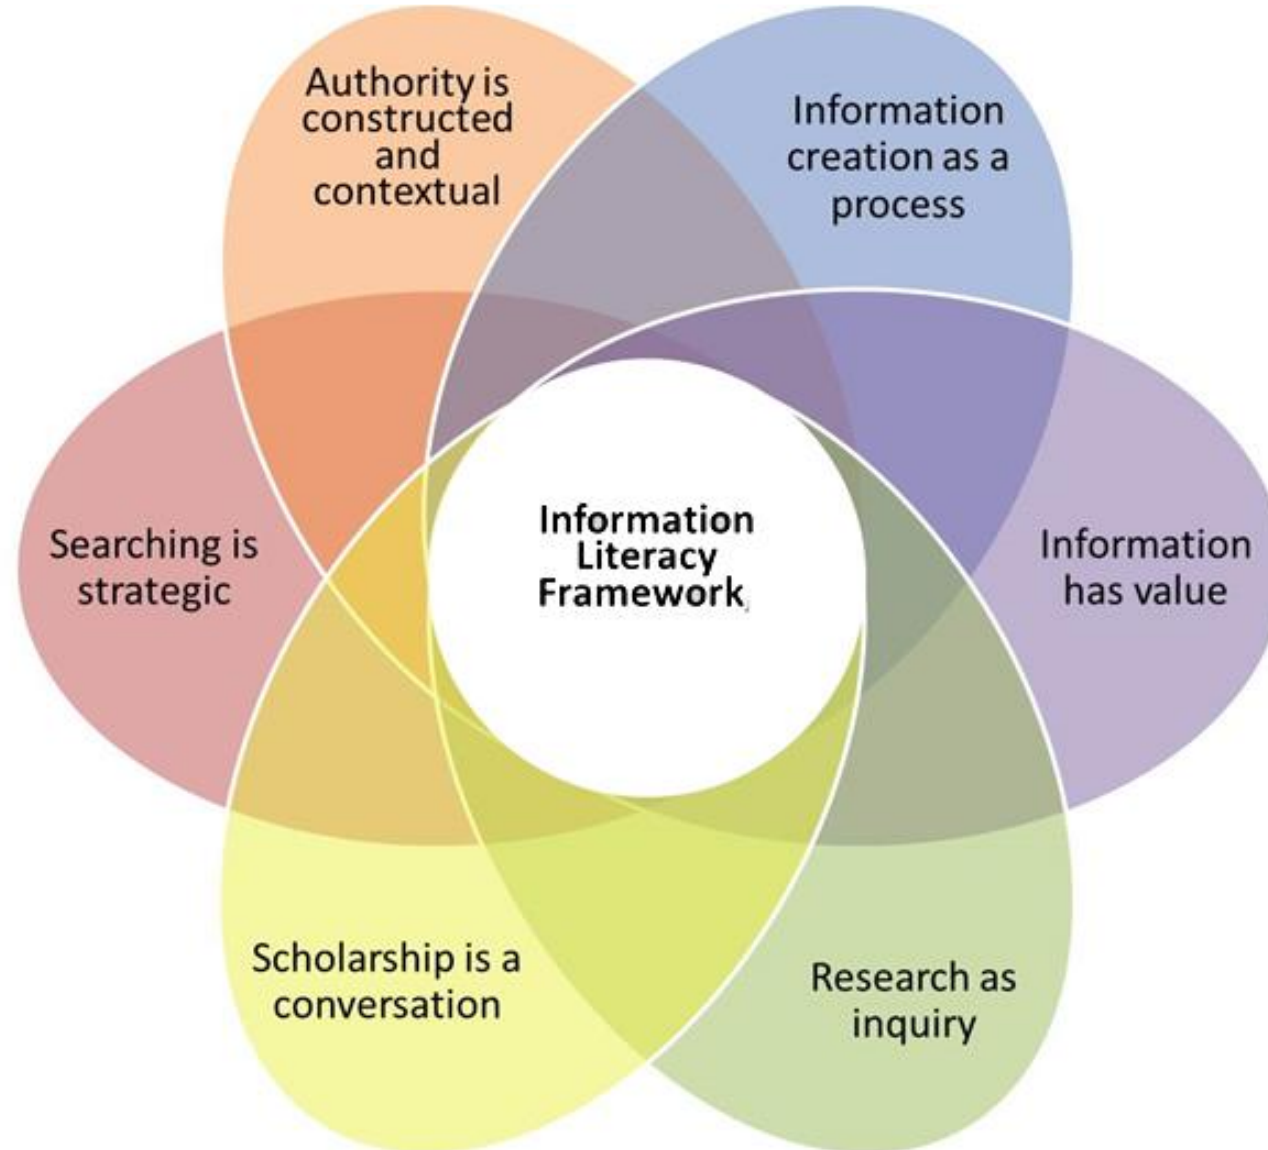 Authority is
constructed
and
contextual
Information
creation as a
process
Searching is
strategic
Information
Literacy
Framework
Information
has value
Scholarship is a
conversation
Research as
inquiry